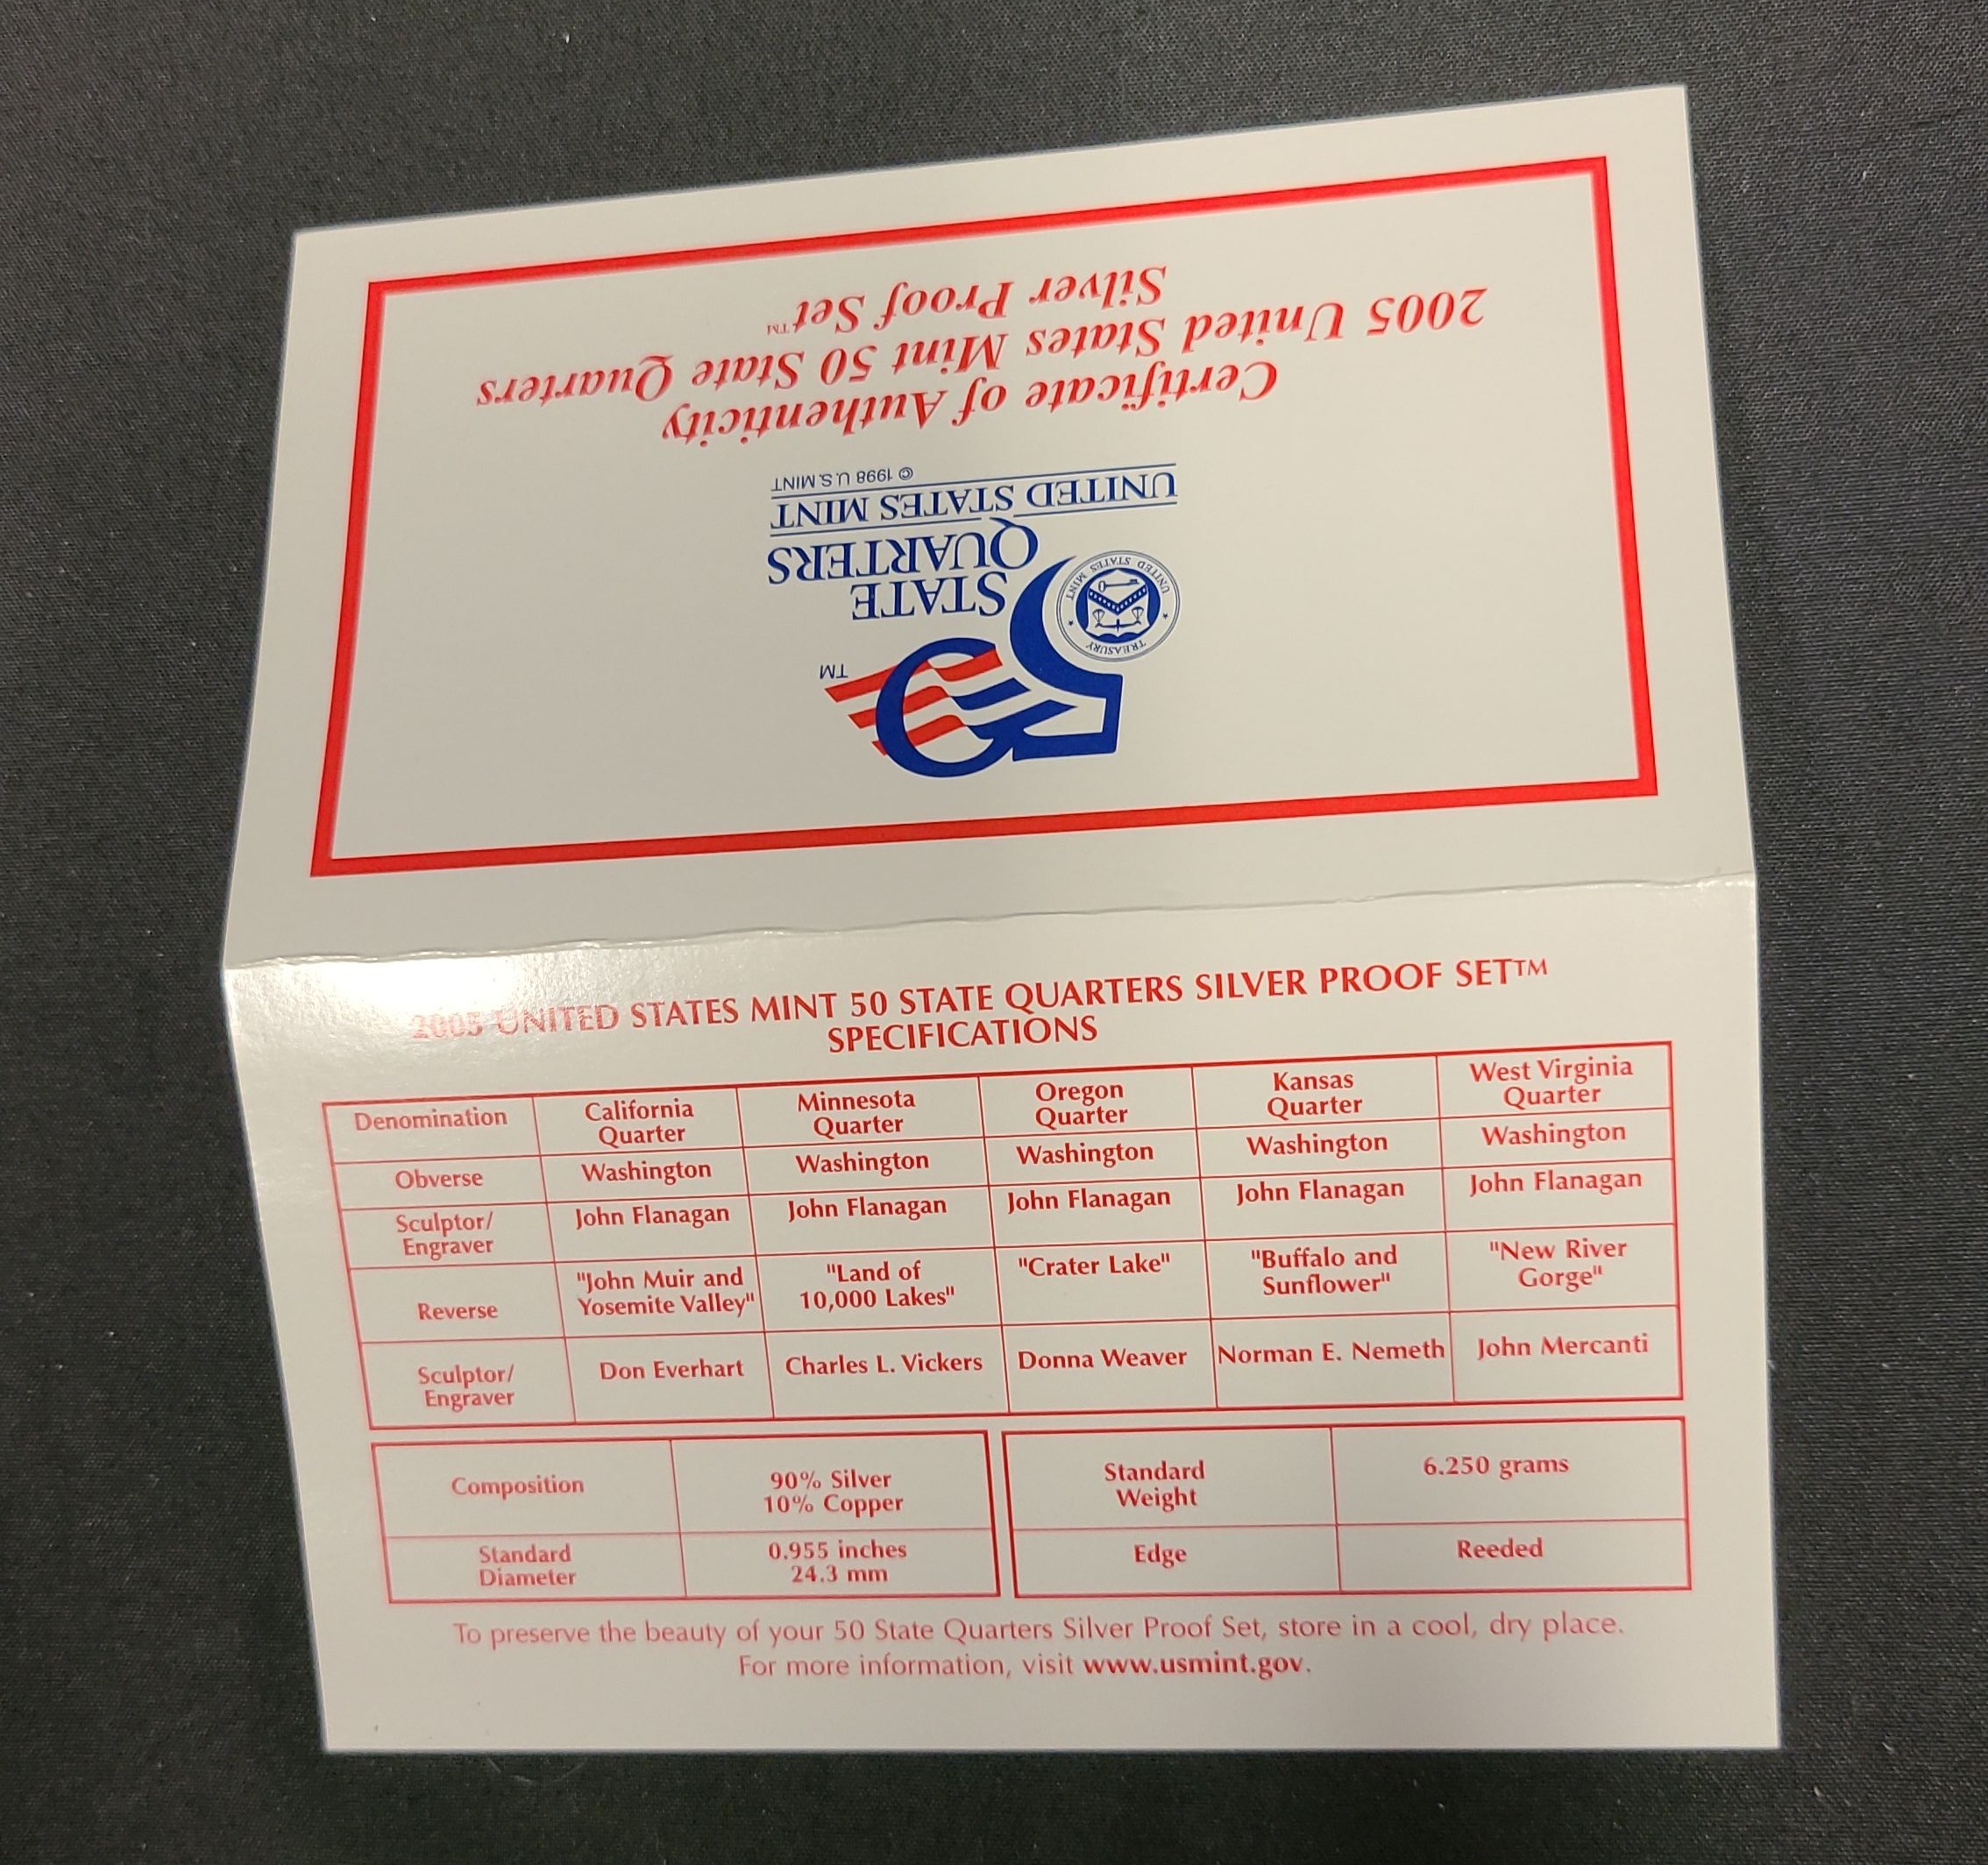 Certificate of Authenticity
2005 United States Mint 50 State Quarters
Silver Proof Set™
50
TM
STATE
QUARTERS
UNITED STATES MINT
© 1998 U.S. MINT
TREASURY
UNITED STATES MINT
2005 UNITED STATES MINT 50 STATE QUARTERS SILVER PROOF SET™
SPECIFICATIONS
Denomination
California
Quarter
Minnesota
Quarter
Oregon
Quarter
Kansas
Quarter
West Virginia
Quarter
Obverse
Washington
Washington
Washington
Washington
Washington
Sculptor/
Engraver
John Flanagan
John Flanagan
John Flanagan
John Flanagan
John Flanagan
Reverse
"John Muir and
Yosemite Valley"
"Land of
10,000 Lakes"
"Crater Lake"
"Buffalo and
Sunflower"
"New River
Gorge"
Sculptor/
Engraver
Don Everhart
Charles L. Vickers
Donna Weaver
Norman E. Nemeth
John Mercanti
Composition
90% Silver
10% Copper
Standard
Weight
6.250 grams
Standard
Diameter
0.955 inches
24.3 mm
Edge
Reeded
To preserve the beauty of your 50 State Quarters Silver Proof Set, store in a cool, dry place.
For more information, visit www.usmint.gov.